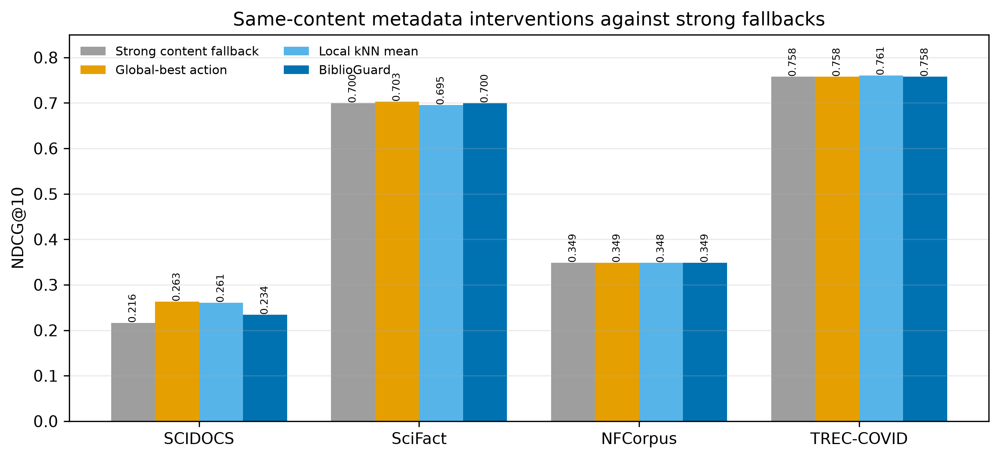 Same-content metadata interventions against strong fallbacks
Strong content fallback
Global-best action
Local kNN mean
BiblioGuard
NDCG@10
0.8
0.7
0.6
0.5
0.4
0.3
0.2
0.1
0.0
0.216
0.263
0.261
0.234
0.700
0.703
0.695
0.700
0.349
0.349
0.348
0.349
0.758
0.758
0.761
0.758
SCIDOCS
SciFact
NFCorpus
TREC-COVID